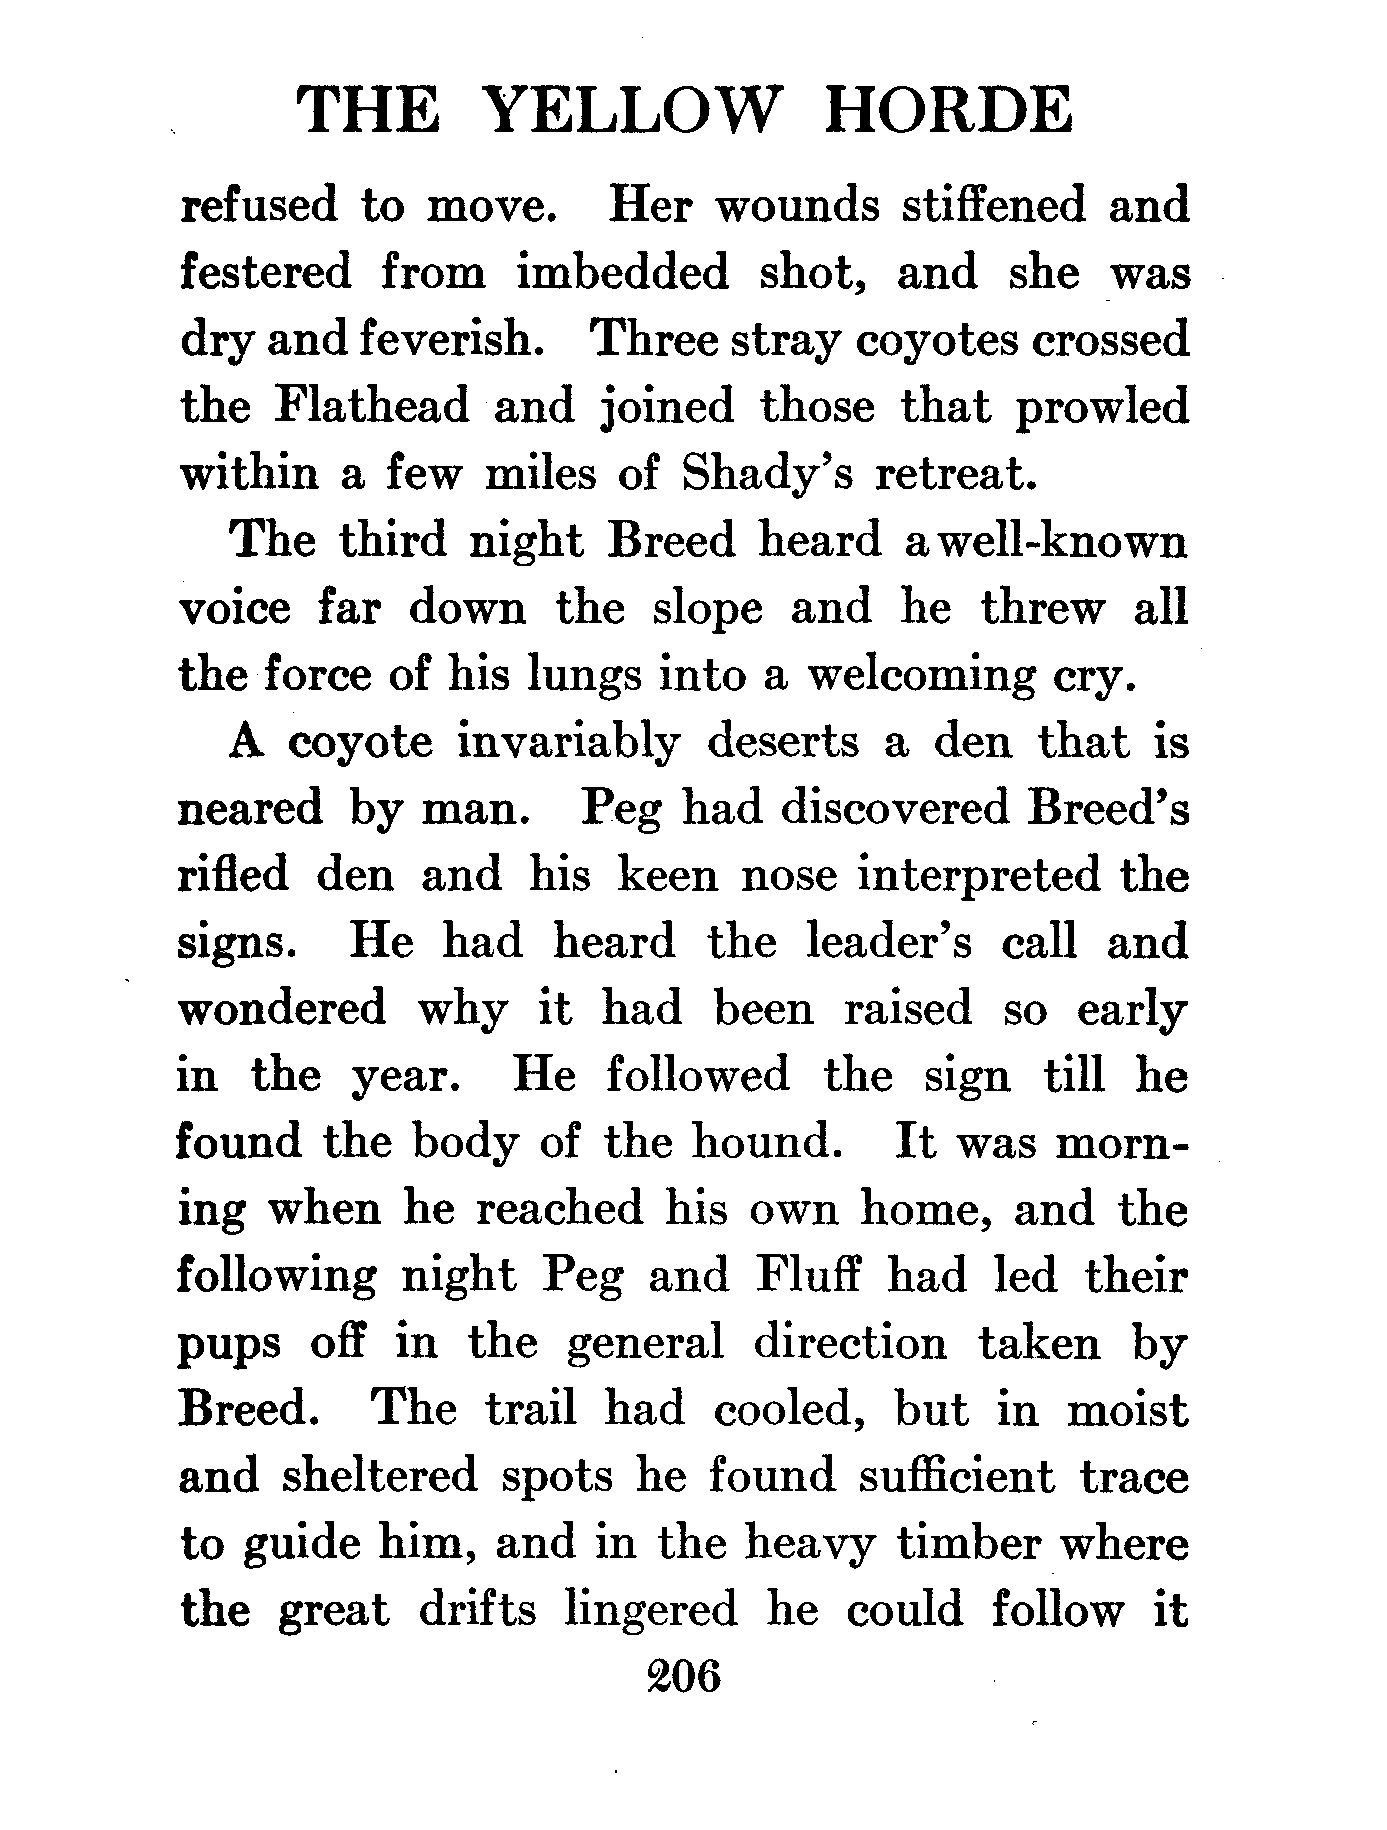 THE YELLOW HORDE
refused to move. Her wounds stiffened and
festered from imbedded shot, and she was
dry and feverish. Three stray coyotes crossed
the Flathead and joined those that prowled
within a few miles of Shady's retreat.
The third night Breed heard a well-known
voice far down the slope and he threw all
the force of his lungs into a welcoming cry.
A coyote invariably deserts a den that is
neared by man. Peg had discovered Breed's
rifled den and his keen nose interpreted the
signs. He had heard the leader's call and
wondered why it had been raised so early
in the year. He followed the sign till he
found the body of the hound. It was morn-
ing when he reached his own home, and the
following night Peg and Fluff had led their
pups off in the general direction taken by
Breed. The trail had cooled, but in moist
and sheltered spots he found sufficient trace
to guide him, and in the heavy timber where
the great drifts lingered he could follow it
206